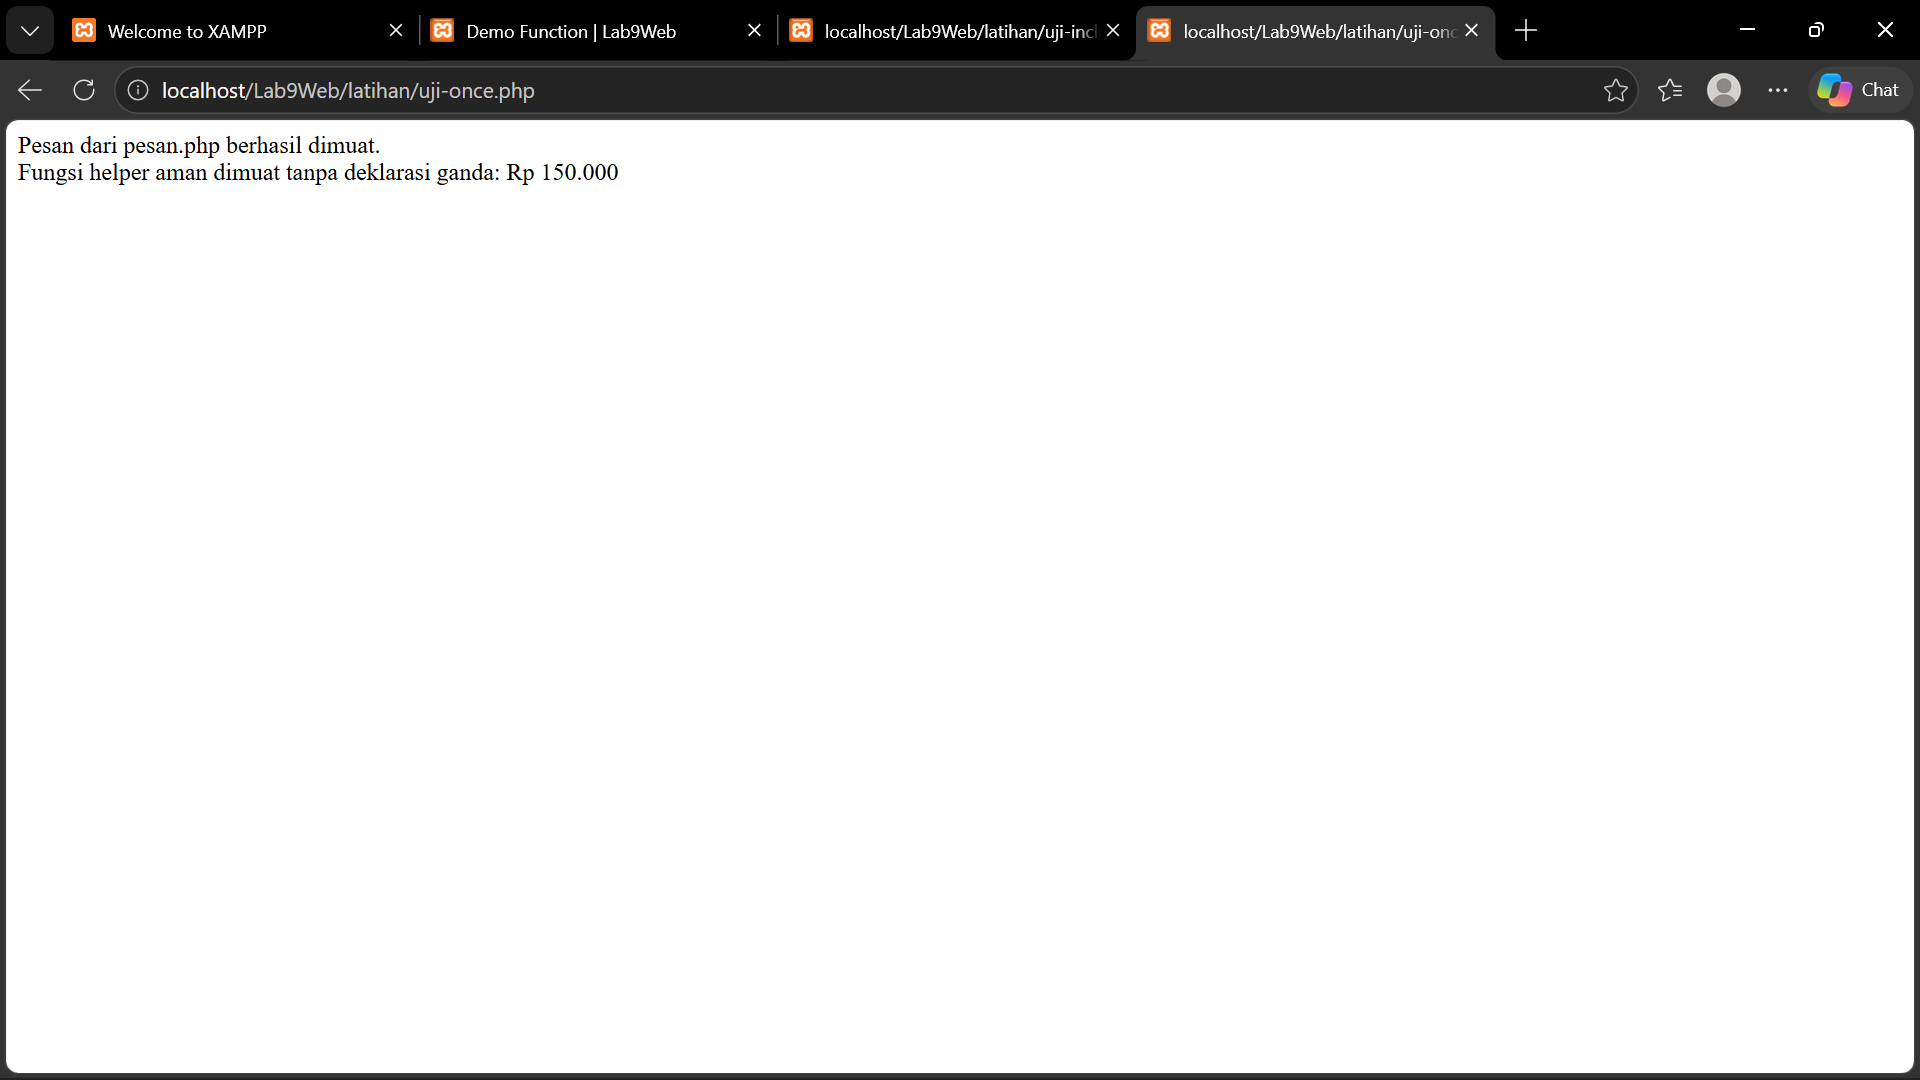 Welcome to XAMPP
Demo Function | Lab9Web
localhost/Lab9Web/latihan/uji-incl
localhost/Lab9Web/latihan/uji-onc
localhost/Lab9Web/latihan/uji-once.php
Chat
Pesan dari pesan.php berhasil dimuat.
Fungsi helper aman dimuat tanpa deklarasi ganda: Rp 150.000